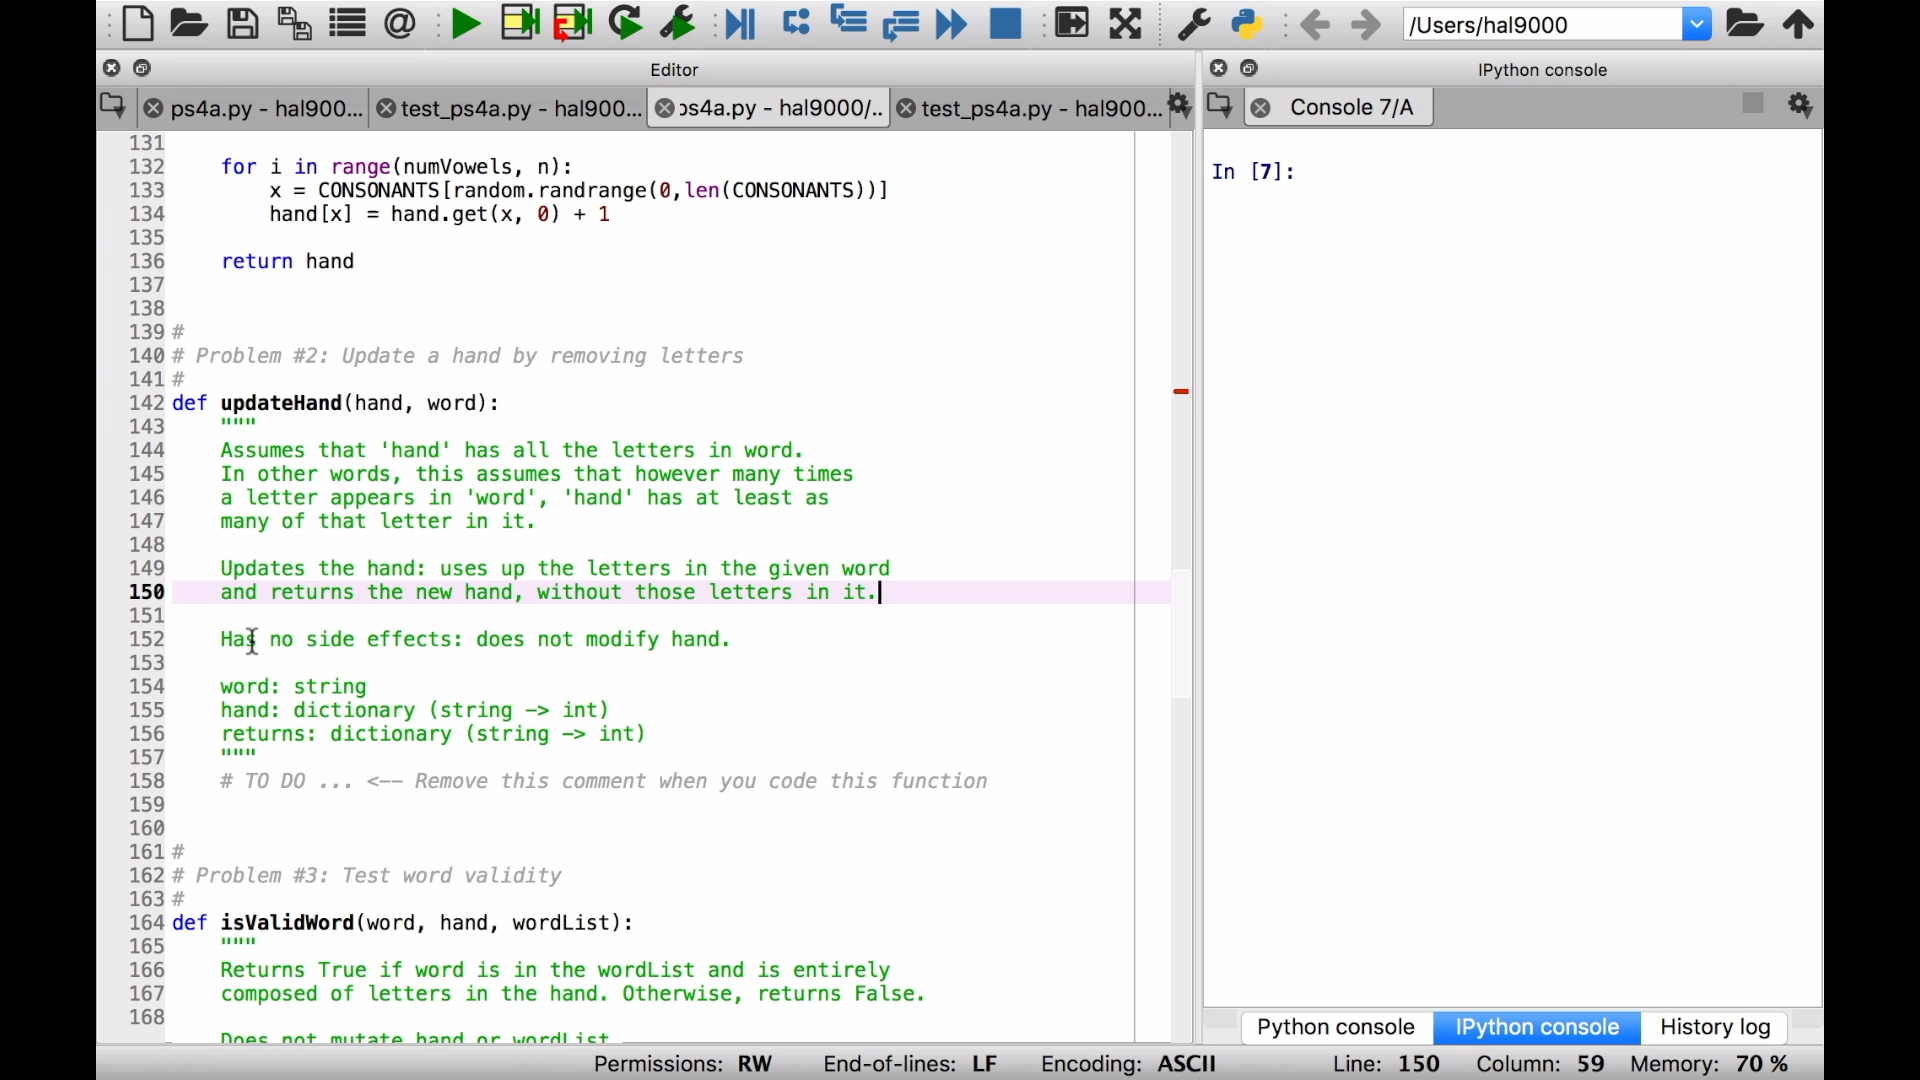 /Users/hal9000
Editor
IPython console
ps4a.py - hal900...
test_ps4a.py - hal900...
os4a.py - hal9000/..
test_ps4a.py - hal900...
Console 7/A
131
132 for i in range(numVowels, n):
133 x = CONSONANTS[random.randrange(0,len(CONSONANTS))]
134 hand[x] = hand.get(x, 0) + 1
135
136 return hand
137
138
139 #
140 # Problem #2: Update a hand by removing letters
141 #
142 def updateHand(hand, word):
143 """
144 Assumes that 'hand' has all the letters in word.
145 In other words, this assumes that however many times
146 a letter appears in 'word', 'hand' has at least as
147 many of that letter in it.
148
149 Updates the hand: uses up the letters in the given word
150 and returns the new hand, without those letters in it.
151
152 Has no side effects: does not modify hand.
153
154 word: string
155 hand: dictionary (string -> int)
156 returns: dictionary (string -> int)
157 """
158 # TO DO ... <-- Remove this comment when you code this function
159
160
161 #
162 # Problem #3: Test word validity
163 #
164 def isValidWord(word, hand, wordList):
165 """
166 Returns True if word is in the wordList and is entirely
167 composed of letters in the hand. Otherwise, returns False.
168
Does not mutate hand or wordList
In [7]:
Python console
IPython console
History log
Permissions: RW End-of-lines: LF Encoding: ASCII Line: 150 Column: 59 Memory: 70 %